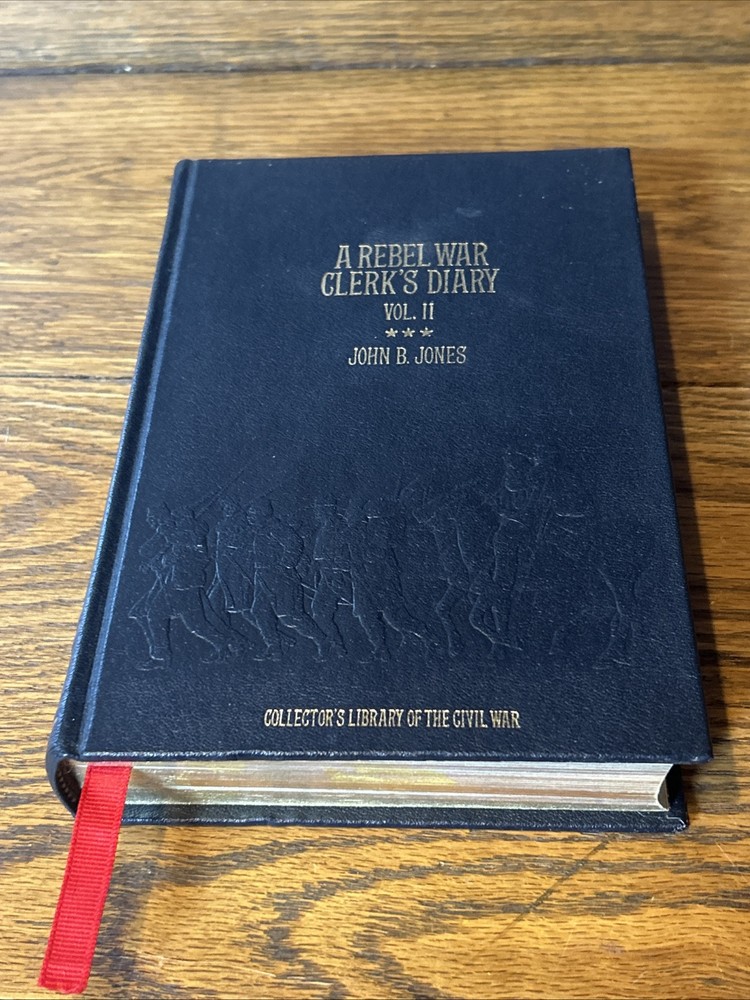 A REBEL WAR
CLERK'S DIARY
VOL. II
***
JOHN B. JONES
COLLECTOR'S LIBRARY OF THE CIVIL WAR